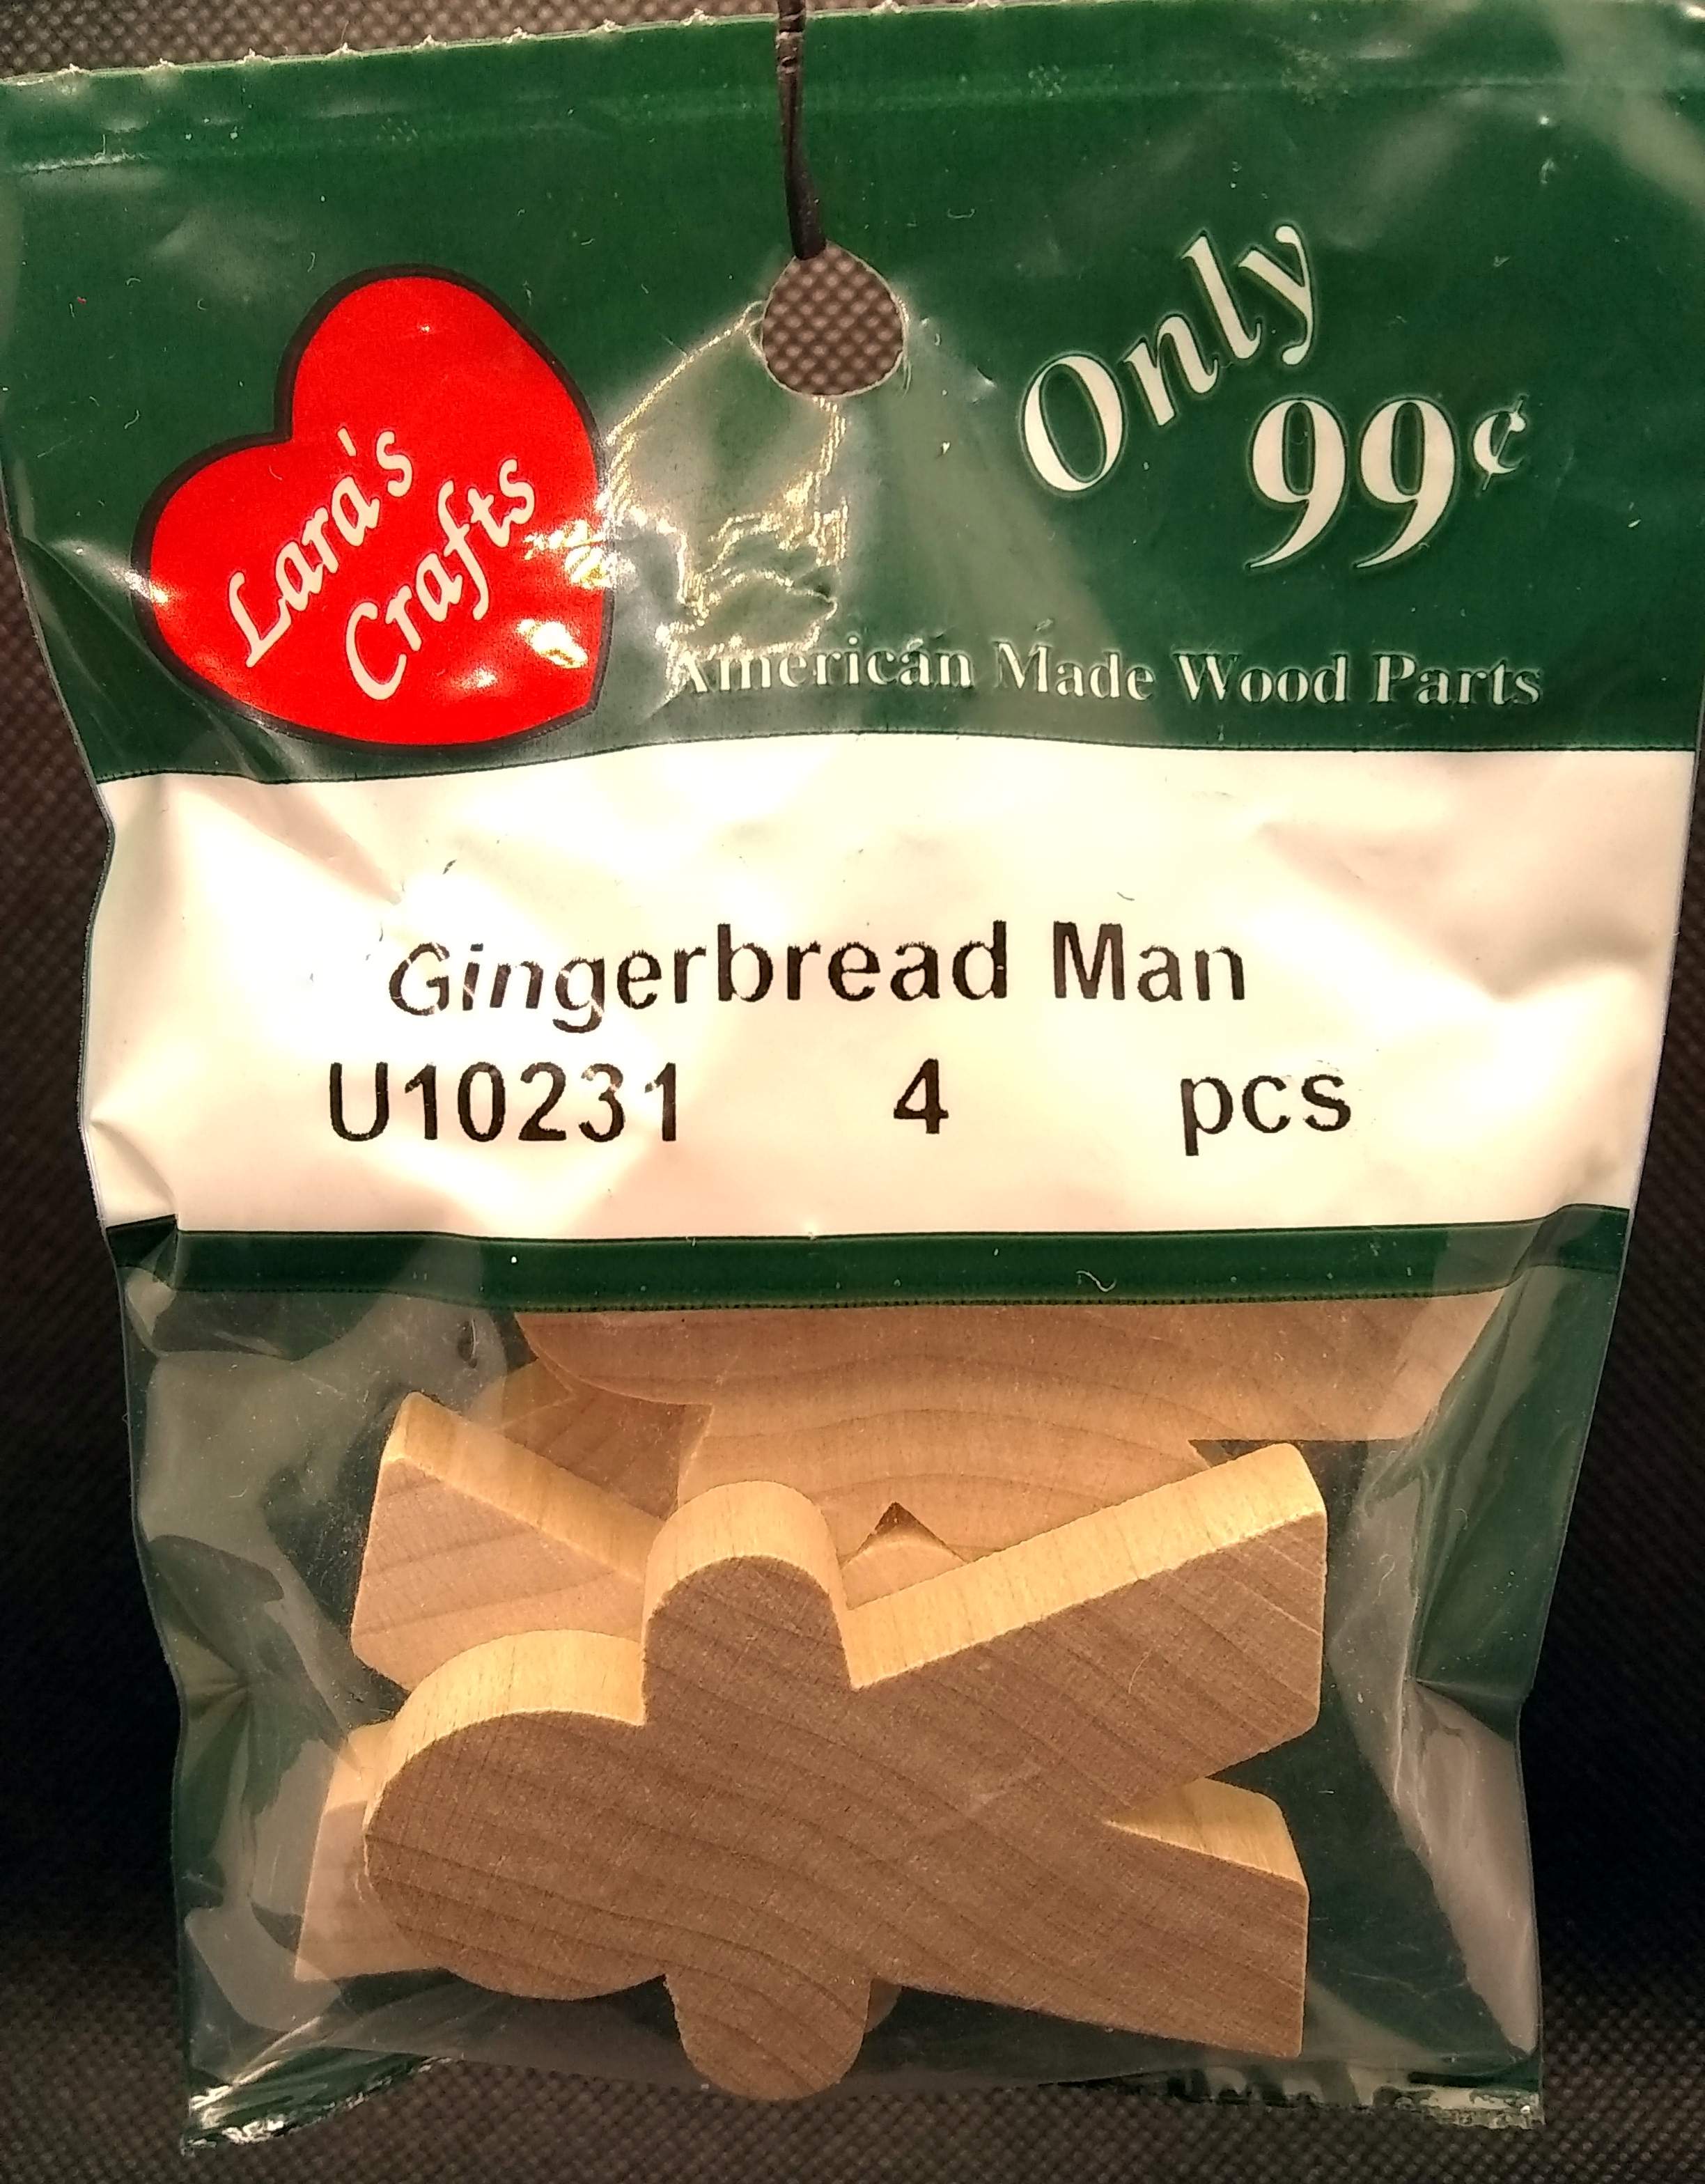 Lara's
Crafts
Only
99¢
American Made Wood Parts
Gingerbread Man
U10231 4 pcs